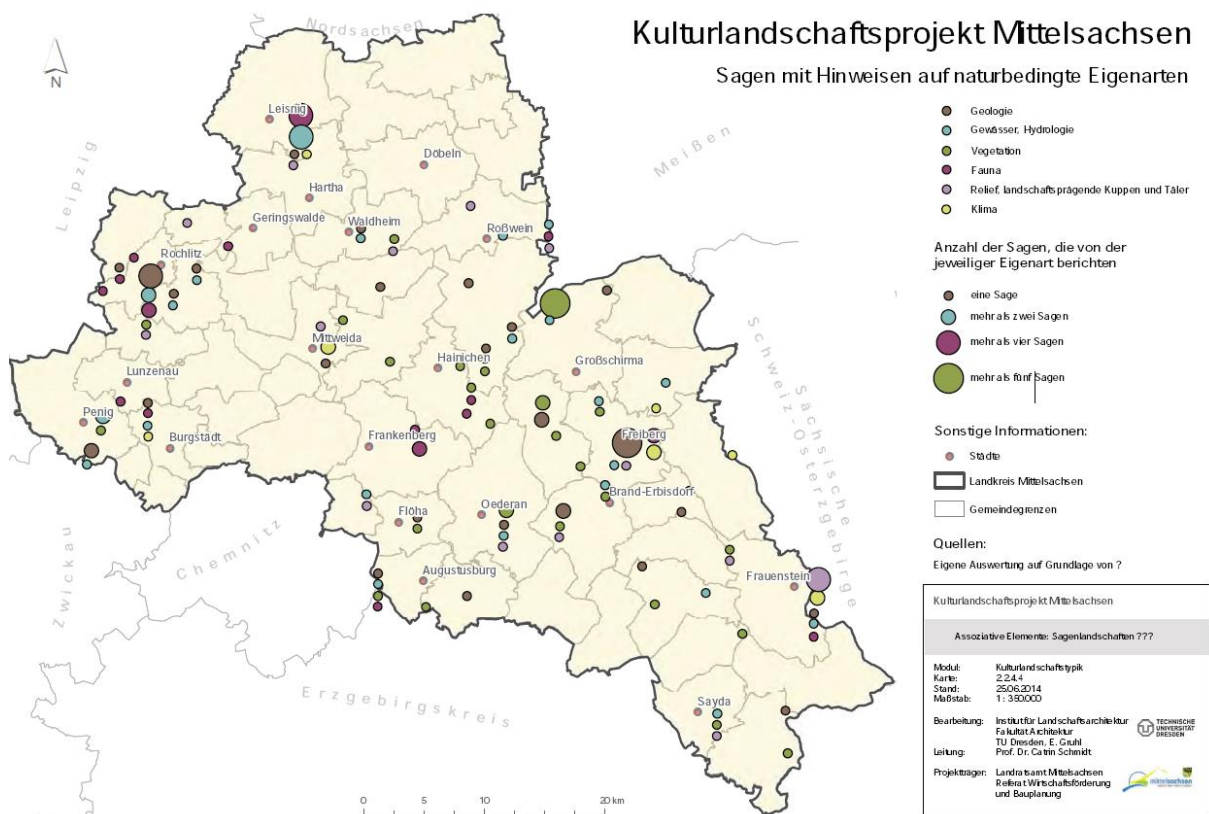 Kulturlandschaftsprojekt Mittelsachsen
Sagen mit Hinweisen auf naturbedingte Eigenarten
Geologie
Gewässer, Hydrologie
Vegetation
Fauna
Relief, landschaftsprägende Kuppen und Täler
Klima
Anzahl der Sagen, die von der
jeweiliger Eigenart berichten
eine Sage
mehr als zwei Sagen
mehr als vier Sagen
mehr als fünf Sagen
Sonstige Informationen:
Städte
Landkreis Mittelsachsen
Gemeindegrenzen
Quellen:
Eigene Auswertung auf Grundlage von ?
Kulturlandschaftsprojekt Mittelsachsen
Assoziative Elemente: Sagenlandschaften ???
Modul: Kulturlandschaftstypik
Karte: 2.2.4.4
Stand: 25.06.2014
Maßstab: 1 : 350.000
Bearbeitung: Institut für Landschaftsarchitektur
Fakultät Architektur
TU Dresden, E. Gruhl
Leitung: Prof. Dr. Catrin Schmidt
TECHNISCHE
UNIVERSITÄT
DRESDEN
Projektträger: Landratsamt Mittelsachsen
Referat Wirtschaftsförderung
und Bauplanung
mittelsachsen
N
Nordsachsen
Leipzig
Meißen
Sächsische
Schweiz-Osterzgebirge
Zwickau
Chemnitz
Erzgebirgskreis
Leisnig
Döbeln
Hartha
Geringswalde
Waldheim
Roßwein
Rochlitz
Mittweida
Hainichen
Großschirma
Lunzenau
Penig
Burgstädt
Frankenberg
Freiberg
Brand-Erbisdorf
Flöha
Oederan
Augustusburg
Frauenstein
Sayda
0 5 10 20 km